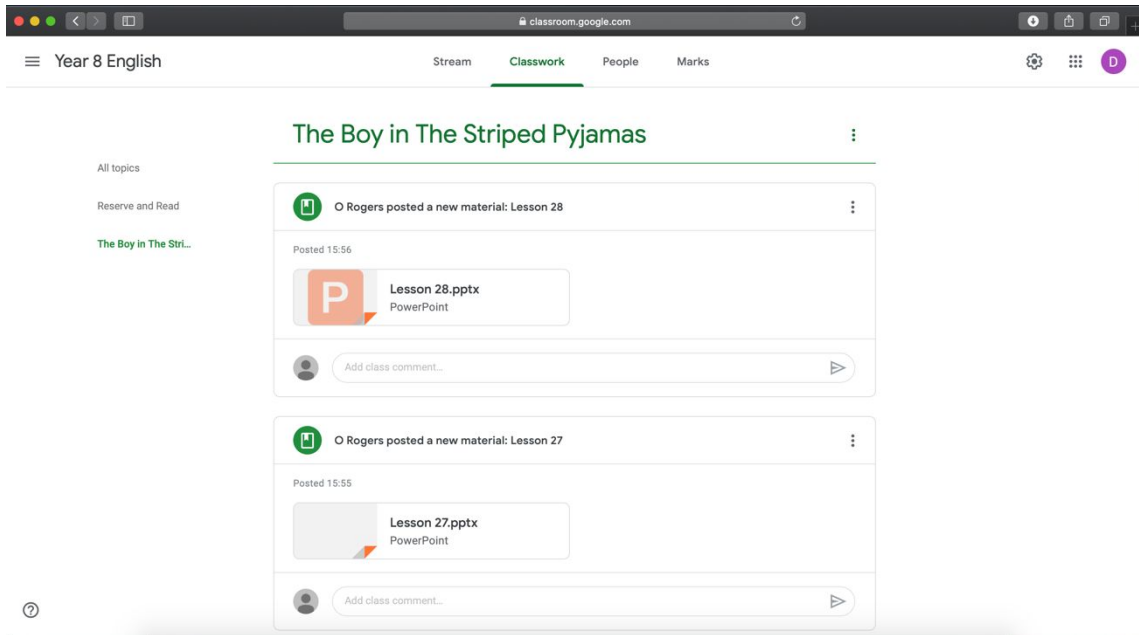 classroom.google.com
Year 8 English
Stream
Classwork
People
Marks
D
The Boy in The Striped Pyjamas
All topics
Reserve and Read
The Boy in The Stri...
O Rogers posted a new material: Lesson 28
Posted 15:56
P
Lesson 28.pptx
PowerPoint
Add class comment...
O Rogers posted a new material: Lesson 27
Posted 15:55
Lesson 27.pptx
PowerPoint
Add class comment...